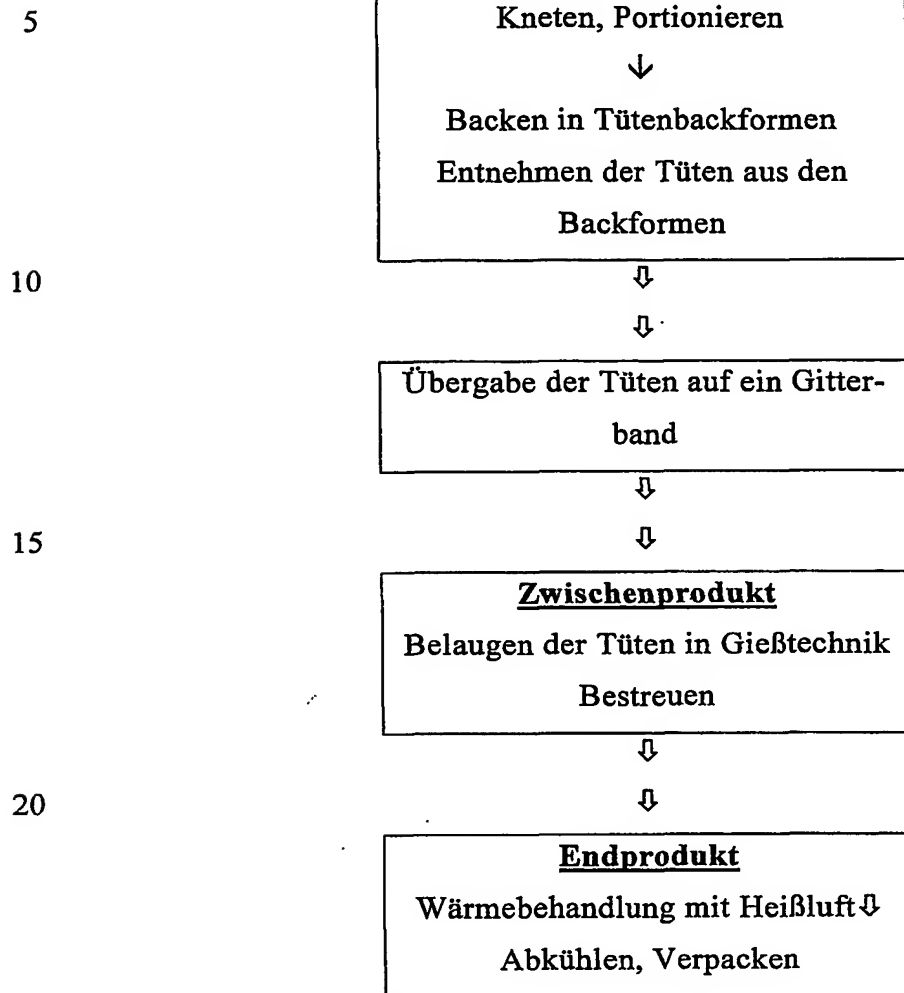 5
Kneten, Portionieren
↓
Backen in Tütenbackformen
Entnehmen der Tüten aus den
Backformen
10
⇩
⇩
Übergabe der Tüten auf ein Gitter-
band
⇩
15
⇩
Zwischenprodukt
Belaugen der Tüten in Gießtechnik
Bestreuen
⇩
20
⇩
Endprodukt
Wärmebehandlung mit Heißluft⇩
Abkühlen, Verpacken